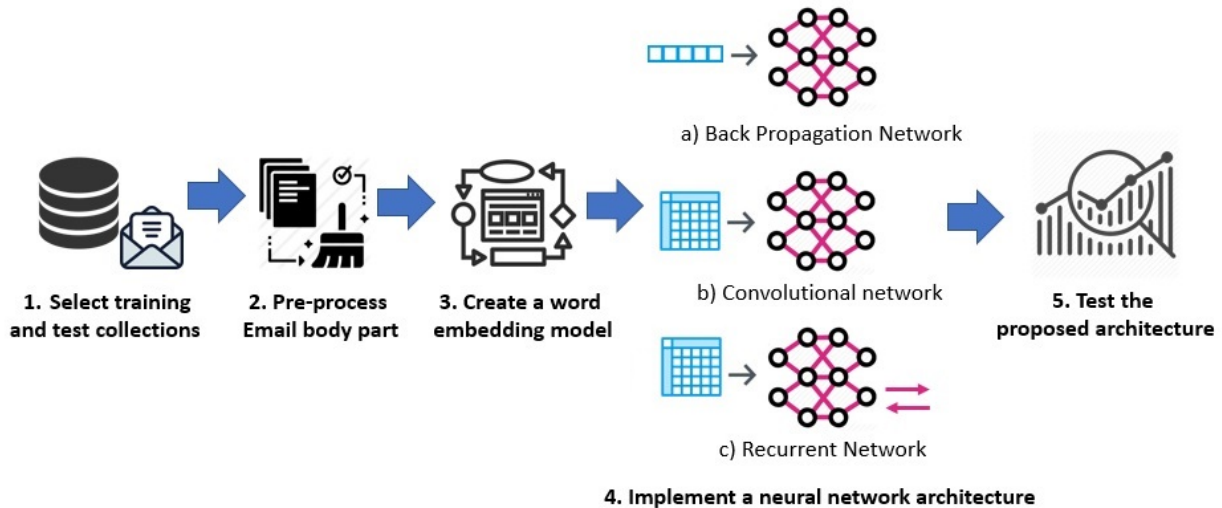 a) Back Propagation Network
1. Select training
and test collections
2. Pre-process
Email body part
3. Create a word
embedding model
b) Convolutional network
5. Test the
proposed architecture
c) Recurrent Network
4. Implement a neural network architecture